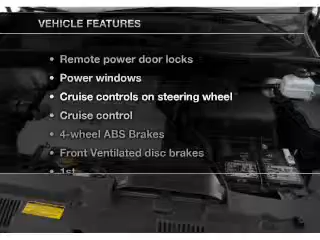 VEHICLE FEATURES
• Remote power door locks
• Power windows
• Cruise controls on steering wheel
• Cruise control
• 4-wheel ABS Brakes
• Front Ventilated disc brakes
• 1st